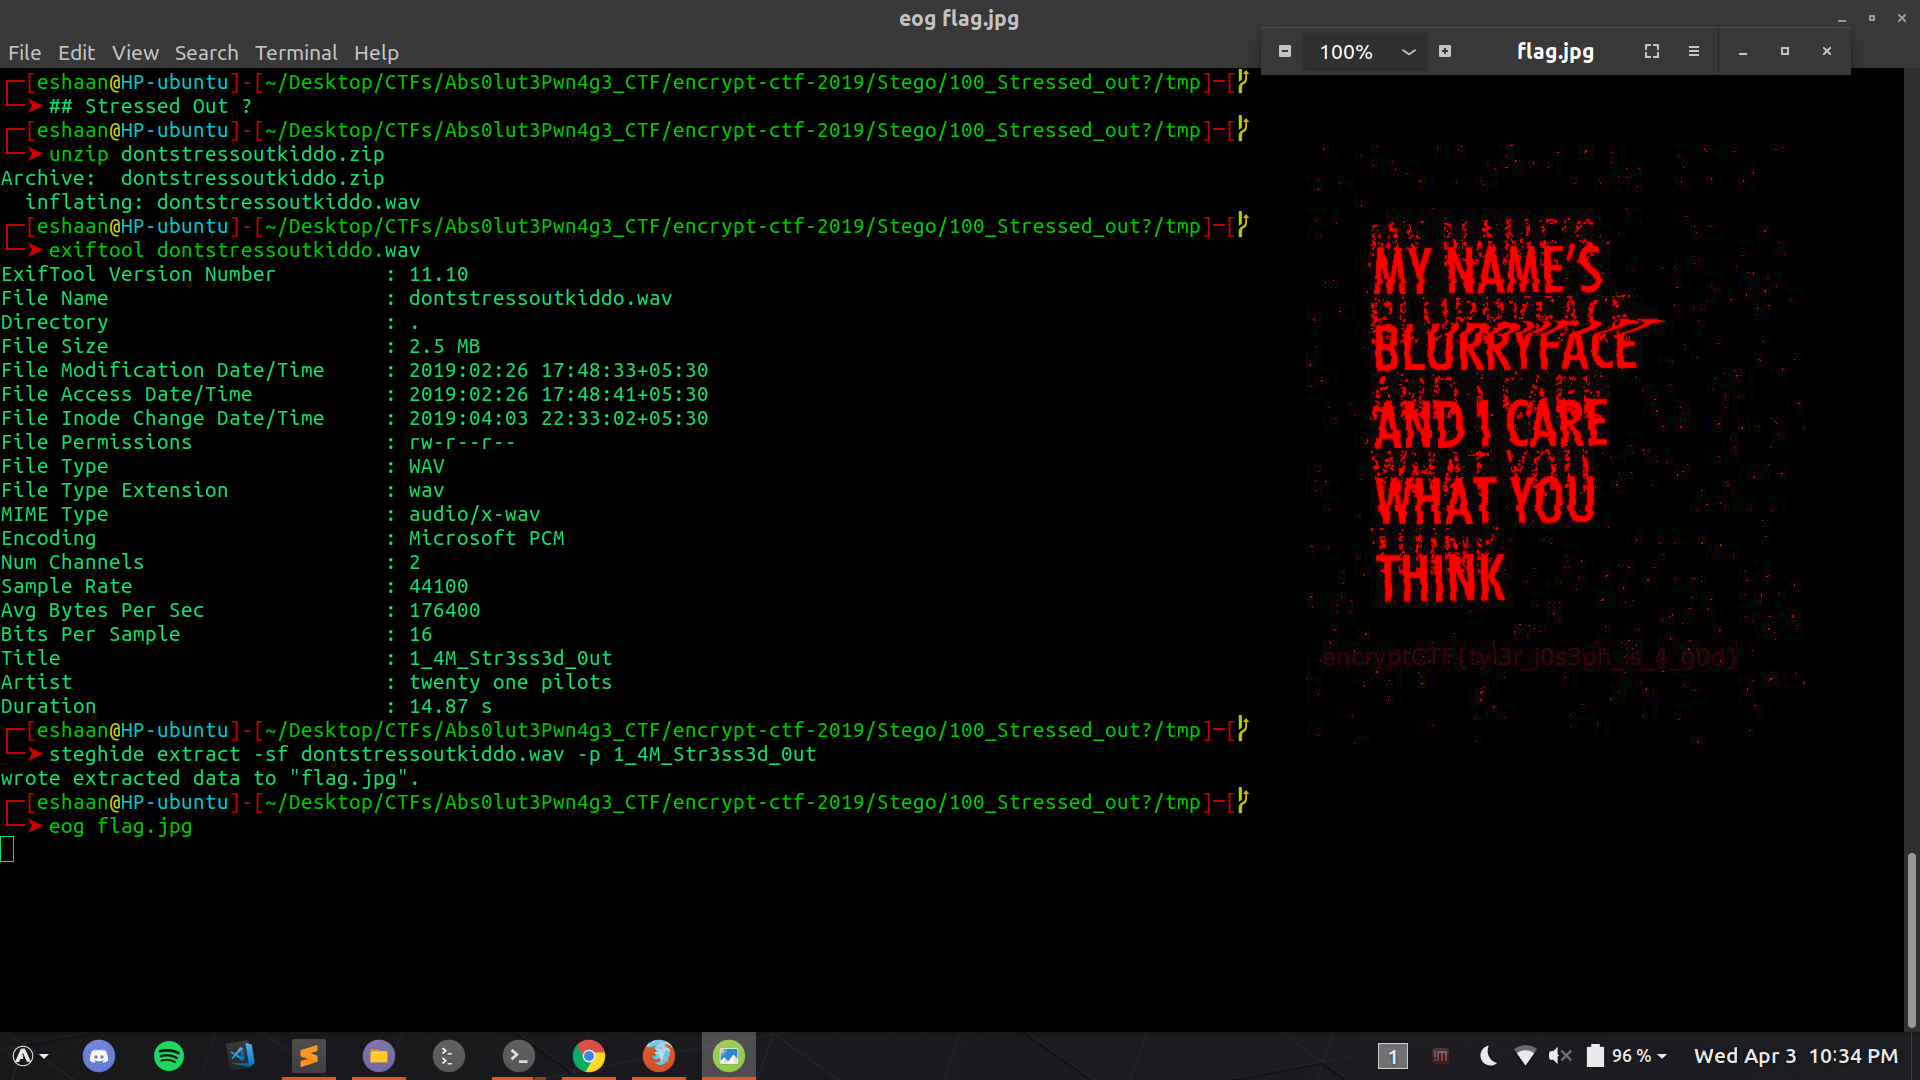 eog flag.jpg
File Edit View Search Terminal Help
[eshaan@HP-ubuntu]-[~/Desktop/CTFs/Abs0lut3Pwn4g3_CTF/encrypt-ctf-2019/Stego/100_Stressed_out?/tmp]-[
## Stressed Out ?
[eshaan@HP-ubuntu]-[~/Desktop/CTFs/Abs0lut3Pwn4g3_CTF/encrypt-ctf-2019/Stego/100_Stressed_out?/tmp]-[
unzip dontstressoutkiddo.zip
Archive:  dontstressoutkiddo.zip
  inflating: dontstressoutkiddo.wav
[eshaan@HP-ubuntu]-[~/Desktop/CTFs/Abs0lut3Pwn4g3_CTF/encrypt-ctf-2019/Stego/100_Stressed_out?/tmp]-[
exiftool dontstressoutkiddo.wav
ExifTool Version Number         : 11.10
File Name                       : dontstressoutkiddo.wav
Directory                       : .
File Size                       : 2.5 MB
File Modification Date/Time     : 2019:02:26 17:48:33+05:30
File Access Date/Time           : 2019:02:26 17:48:41+05:30
File Inode Change Date/Time     : 2019:04:03 22:33:02+05:30
File Permissions                : rw-r--r--
File Type                       : WAV
File Type Extension             : wav
MIME Type                       : audio/x-wav
Encoding                        : Microsoft PCM
Num Channels                    : 2
Sample Rate                     : 44100
Avg Bytes Per Sec               : 176400
Bits Per Sample                 : 16
Title                           : 1_4M_Str3ss3d_0ut
Artist                          : twenty one pilots
Duration                        : 14.87 s
[eshaan@HP-ubuntu]-[~/Desktop/CTFs/Abs0lut3Pwn4g3_CTF/encrypt-ctf-2019/Stego/100_Stressed_out?/tmp]-[
steghide extract -sf dontstressoutkiddo.wav -p 1_4M_Str3ss3d_0ut
wrote extracted data to "flag.jpg".
[eshaan@HP-ubuntu]-[~/Desktop/CTFs/Abs0lut3Pwn4g3_CTF/encrypt-ctf-2019/Stego/100_Stressed_out?/tmp]-[
eog flag.jpg
100% flag.jpg
MY NAME'S
BLURRYFACE
AND I CARE
WHAT YOU
THINK
encryptCTF{tyl3r_j0s3ph_is_4_g0d}
1 96 % Wed Apr 3 10:34 PM